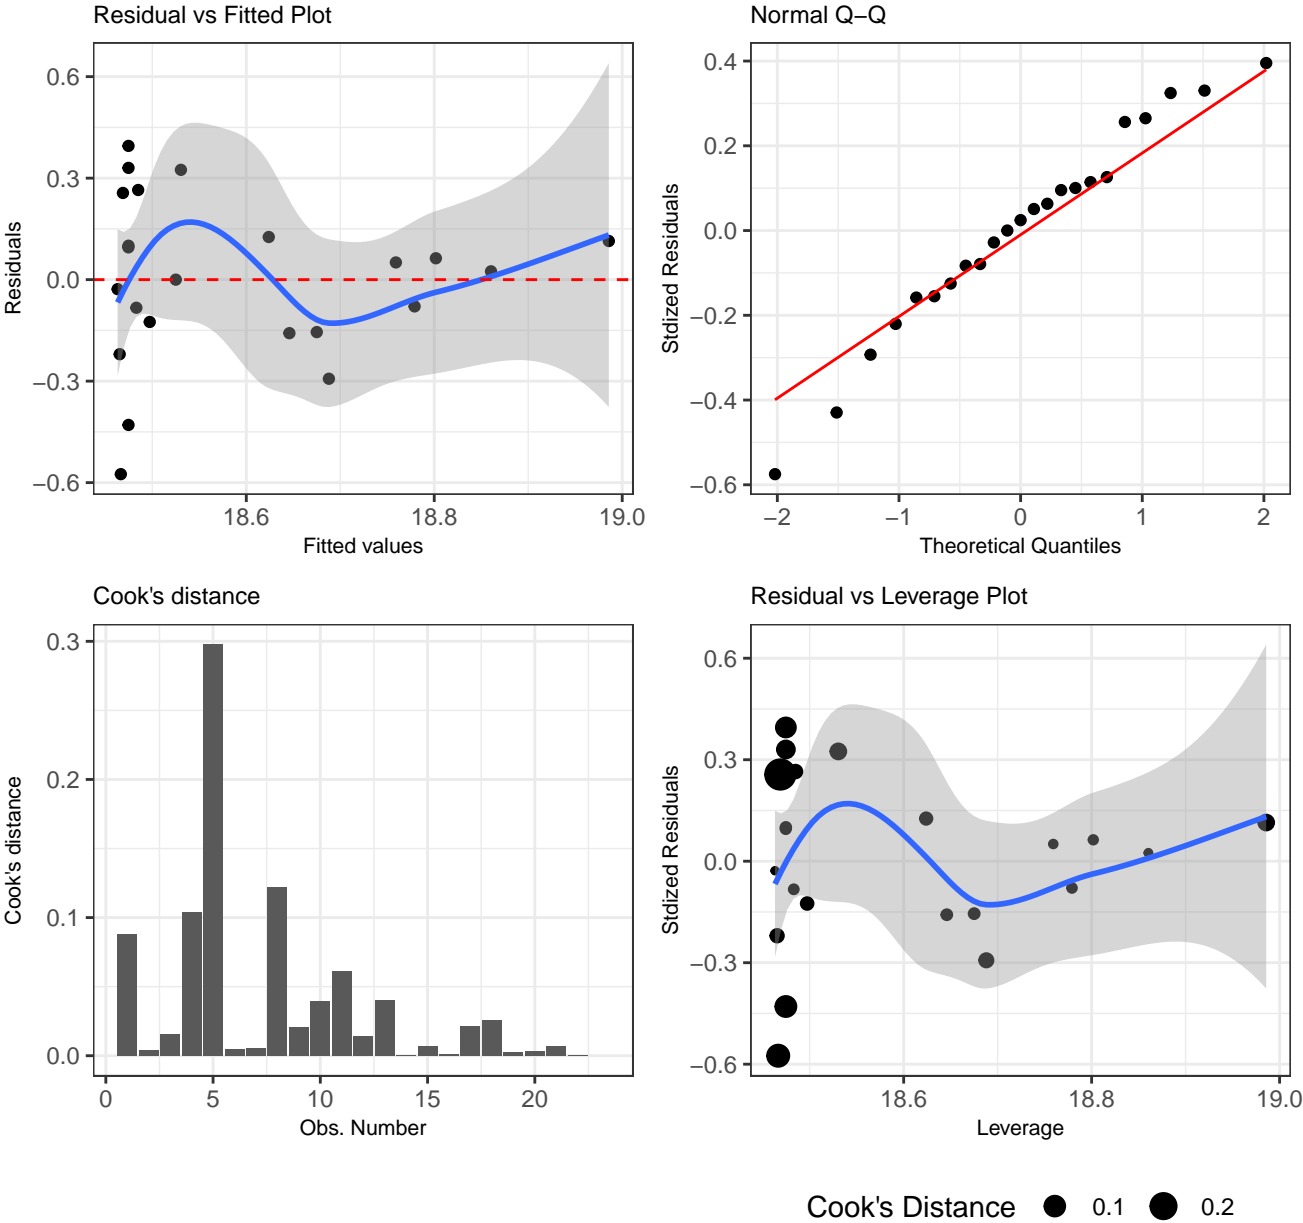 Residual vs Fitted Plot
0.6
0.3
0.0
−0.3
−0.6
Residuals
18.6 18.8 19.0
Fitted values
Normal Q−Q
0.4
0.2
0.0
−0.2
−0.4
−0.6
Stdized Residuals
−2 −1 0 1 2
Theoretical Quantiles
Cook's distance
0.3
0.2
0.1
0.0
Cook's distance
0 5 10 15 20
Obs. Number
Residual vs Leverage Plot
0.6
0.3
0.0
−0.3
−0.6
Stdized Residuals
18.6 18.8 19.0
Leverage
Cook's Distance 0.1 0.2